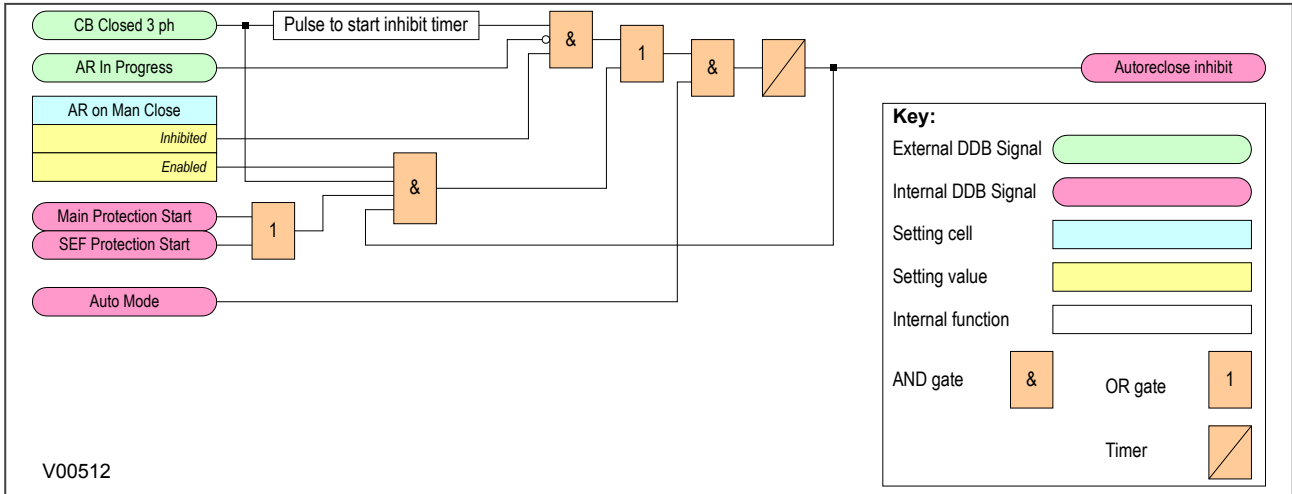 CB Closed 3 ph
Pulse to start inhibit timer
&
1
&
AR In Progress
Autoreclose inhibit
AR on Man Close
Inhibited
Enabled
&
Main Protection Start
SEF Protection Start
1
Auto Mode
Key:
External DDB Signal
Internal DDB Signal
Setting cell
Setting value
Internal function
AND gate
&
OR gate
1
Timer
V00512